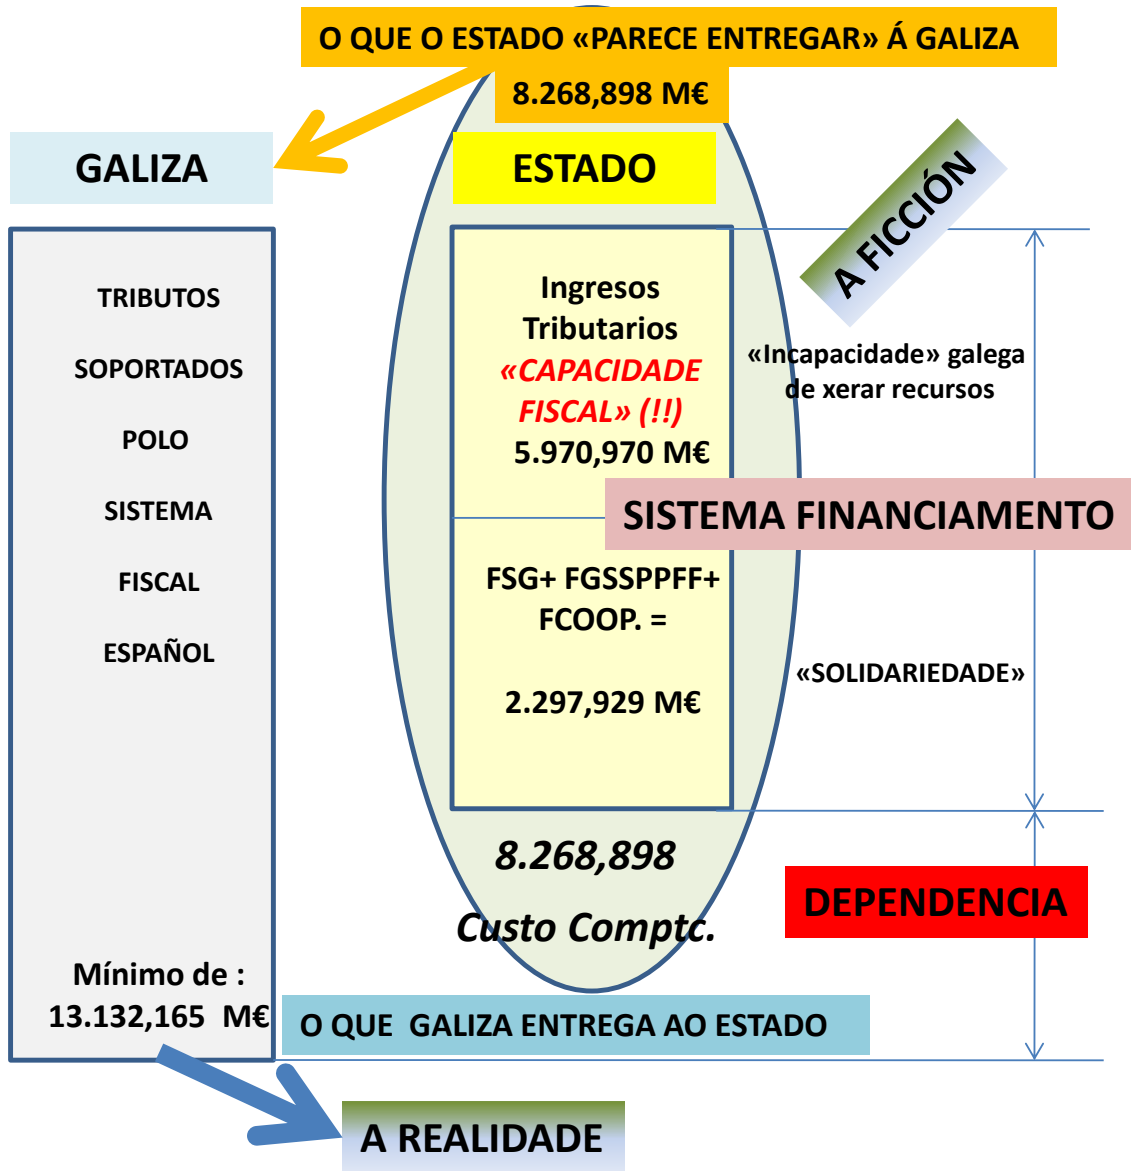 O QUE O ESTADO «PARECE ENTREGAR» Á GALIZA
8.268,898 M€
GALIZA
ESTADO
A FICCIÓN
TRIBUTOS
SOPORTADOS
POLO
SISTEMA
FISCAL
ESPAÑOL
Mínimo de :
13.132,165 M€
Ingresos
Tributarios
«CAPACIDADE
FISCAL» (!!)
5.970,970 M€
«Incapacidade» galega
de xerar recursos
SISTEMA FINANCIAMENTO
FSG+ FGSSPPFF+
FCOOP. =
2.297,929 M€
«SOLIDARIEDADE»
8.268,898
Custo Comptc.
DEPENDENCIA
O QUE GALIZA ENTREGA AO ESTADO
A REALIDADE